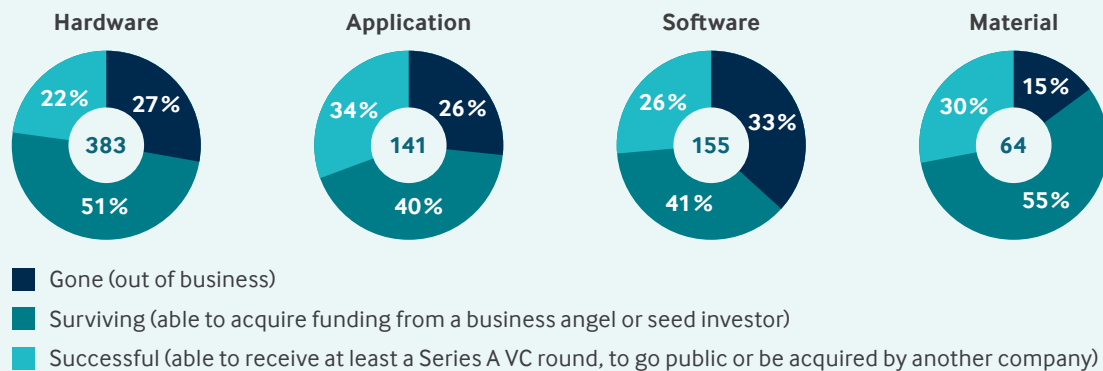 Hardware
Application
Software
Material
22%
27%
383
51%
34%
26%
141
40%
26%
33%
155
41%
30%
15%
64
55%
Gone (out of business)
Surviving (able to acquire funding from a business angel or seed investor)
Successful (able to receive at least a Series A VC round, to go public or be acquired by another company)